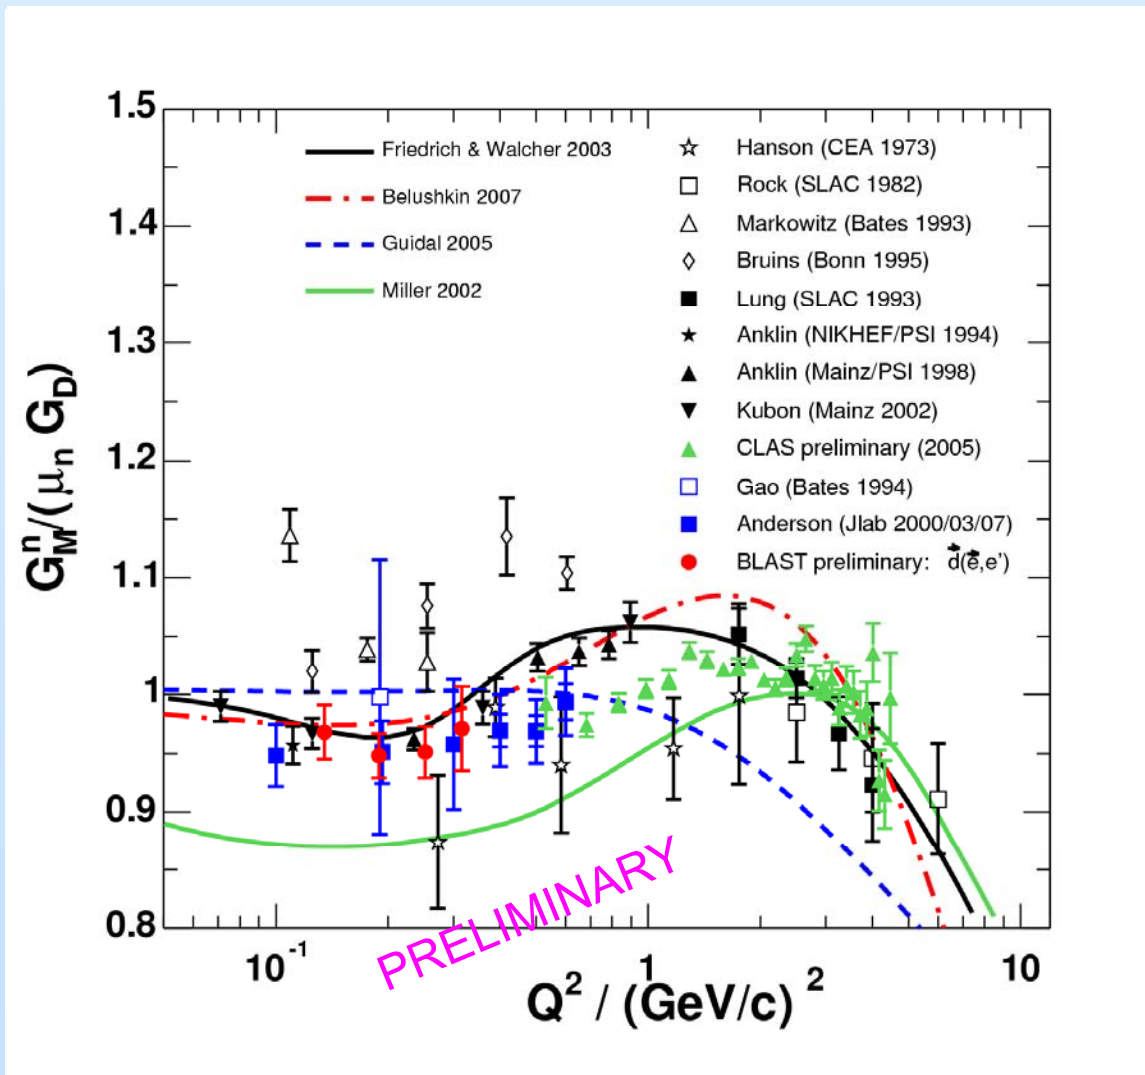 1.5
1.4
1.3
1.2
1.1
1
0.9
0.8
G_M^n/(μ_n G_D)
Friedrich & Walcher 2003
Belushkin 2007
Guidal 2005
Miller 2002
Hanson (CEA 1973)
Rock (SLAC 1982)
Markowitz (Bates 1993)
Bruins (Bonn 1995)
Lung (SLAC 1993)
Anklin (NIKHEF/PSI 1994)
Anklin (Mainz/PSI 1998)
Kubon (Mainz 2002)
CLAS preliminary (2005)
Gao (Bates 1994)
Anderson (Jlab 2000/03/07)
BLAST preliminary: d⃗(e⃗,e’)
PRELIMINARY
10⁻¹ 1 10
Q² / (GeV/c) ²